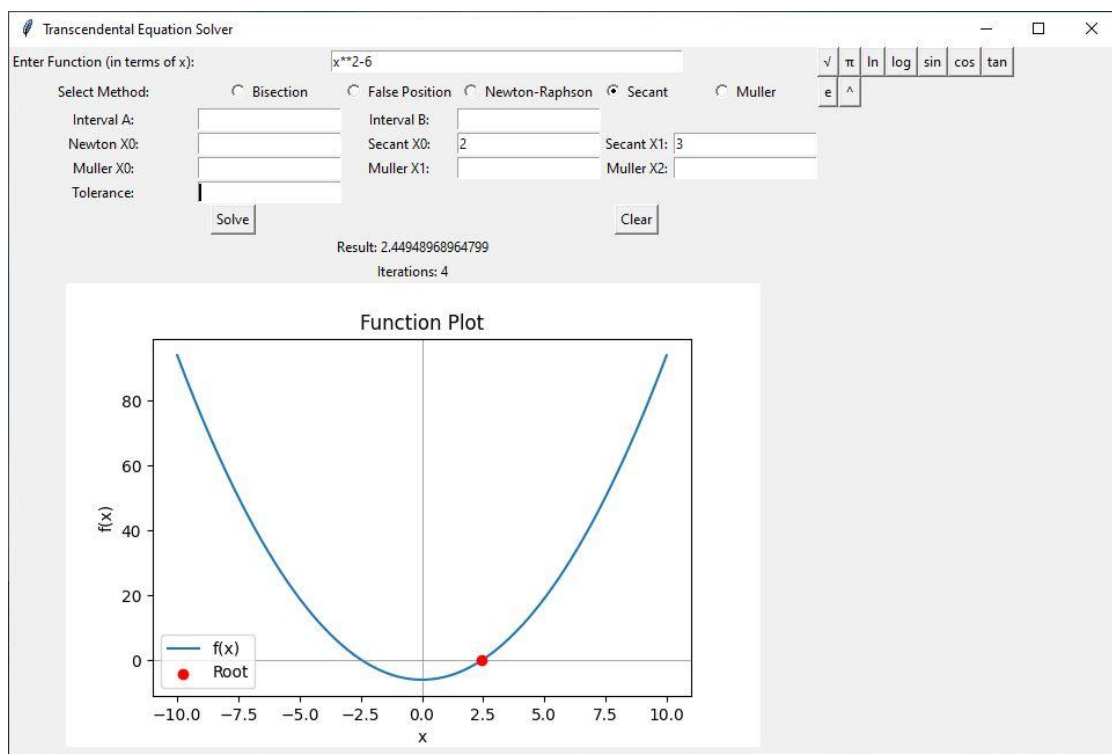 Transcendental Equation Solver
Enter Function (in terms of x): x**2-6 √ π ln log sin cos tan
Select Method: Bisection False Position Newton-Raphson Secant Muller e ^
Interval A: Interval B:
Newton X0: Secant X0: 2 Secant X1: 3
Muller X0: Muller X1: Muller X2:
Tolerance:
Solve Clear
Result: 2.44948968964799
Iterations: 4
Function Plot
80
60
40
20
0
f(x)
f(x)
Root
−10.0 −7.5 −5.0 −2.5 0.0 2.5 5.0 7.5 10.0
x